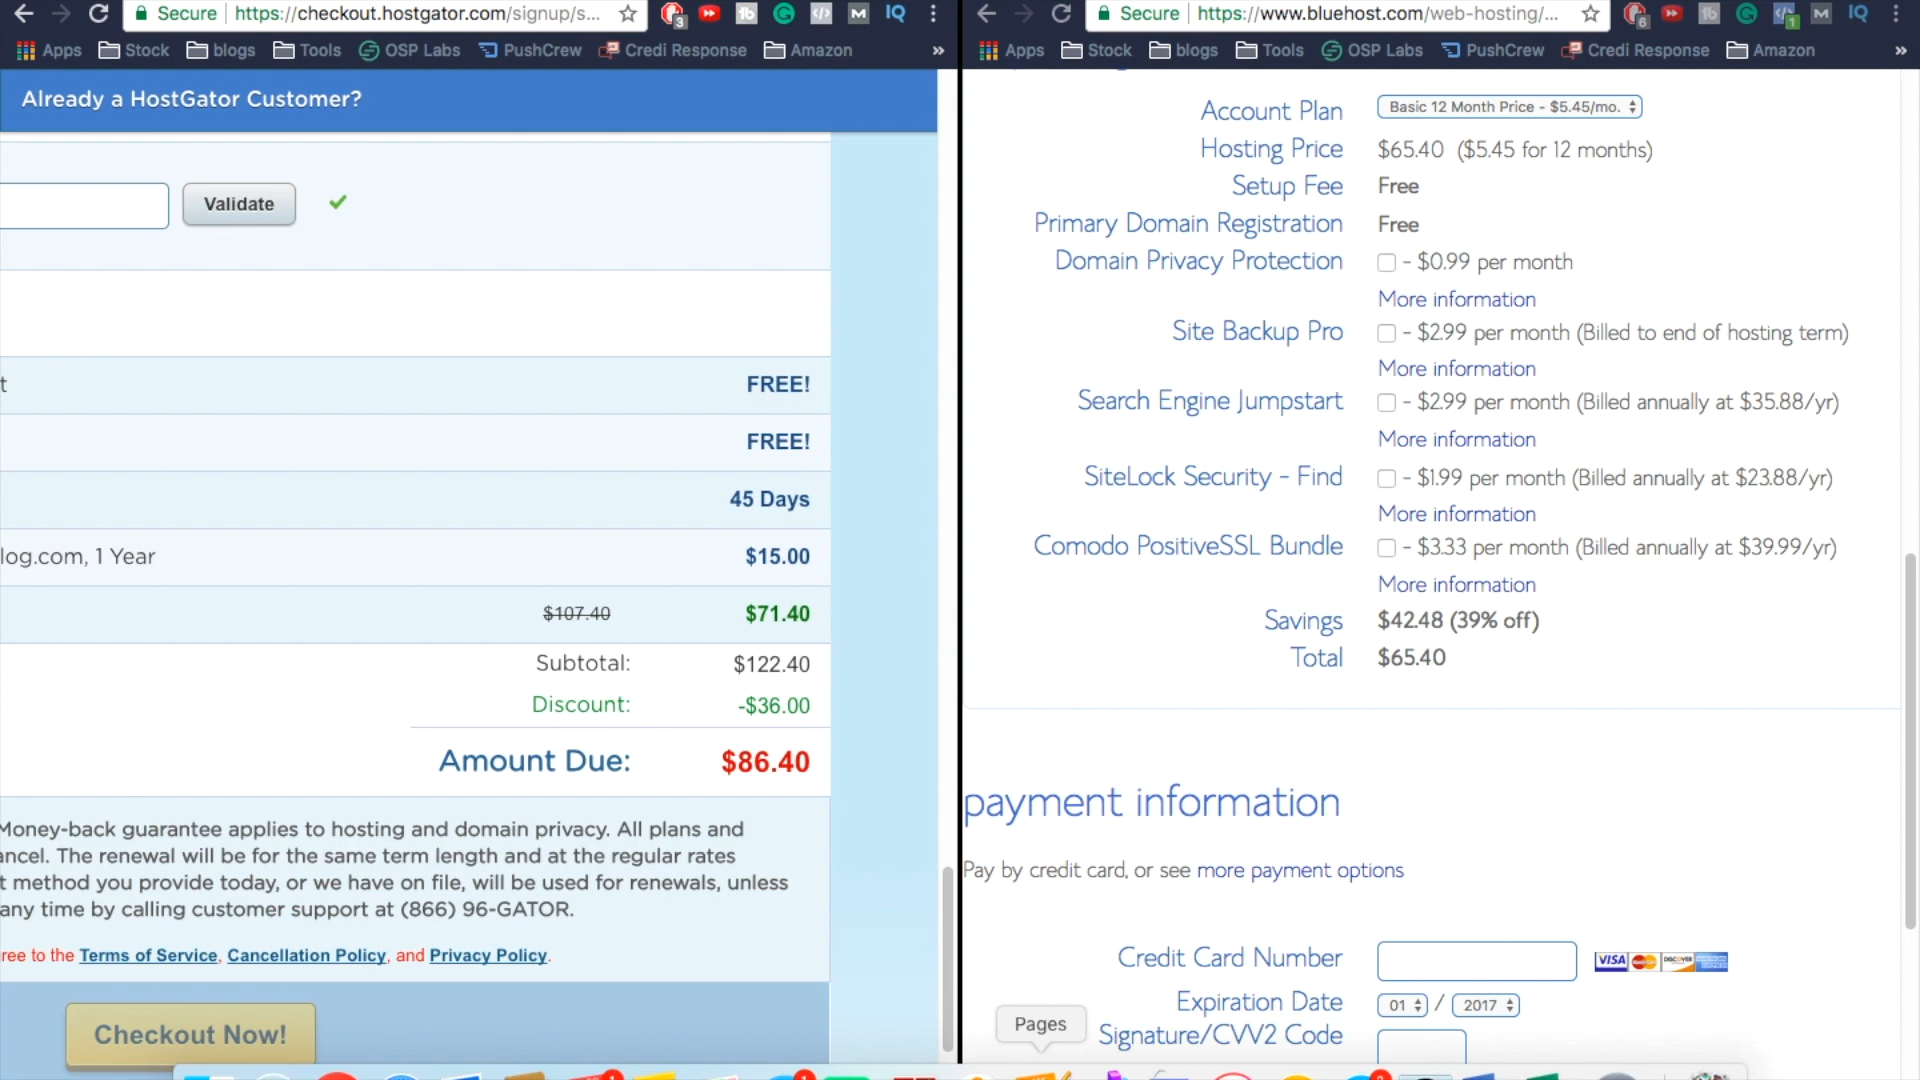 Secure https://checkout.hostgator.com/signup/s...
3
M IQ
Apps Stock blogs Tools OSP Labs PushCrew Credi Response Amazon »
Already a HostGator Customer?
Validate
t FREE!
FREE!
45 Days
log.com, 1 Year $15.00
$107.40 $71.40
Subtotal: $122.40
Discount: -$36.00
Amount Due: $86.40
Money-back guarantee applies to hosting and domain privacy. All plans and
ancel. The renewal will be for the same term length and at the regular rates
t method you provide today, or we have on file, will be used for renewals, unless
any time by calling customer support at (866) 96-GATOR.
ree to the Terms of Service, Cancellation Policy, and Privacy Policy.
Checkout Now!
Secure https://www.bluehost.com/web-hosting/...
6
1
M IQ
Apps Stock blogs Tools OSP Labs PushCrew Credi Response Amazon »
Account Plan Basic 12 Month Price - $5.45/mo.
Hosting Price $65.40 ($5.45 for 12 months)
Setup Fee Free
Primary Domain Registration Free
Domain Privacy Protection - $0.99 per month
More information
Site Backup Pro - $2.99 per month (Billed to end of hosting term)
More information
Search Engine Jumpstart - $2.99 per month (Billed annually at $35.88/yr)
More information
SiteLock Security - Find - $1.99 per month (Billed annually at $23.88/yr)
More information
Comodo PositiveSSL Bundle - $3.33 per month (Billed annually at $39.99/yr)
More information
Savings $42.48 (39% off)
Total $65.40
payment information
Pay by credit card, or see more payment options
Credit Card Number VISA MasterCard DISCOVER
Expiration Date 01 / 2017
Pages
Signature/CVV2 Code